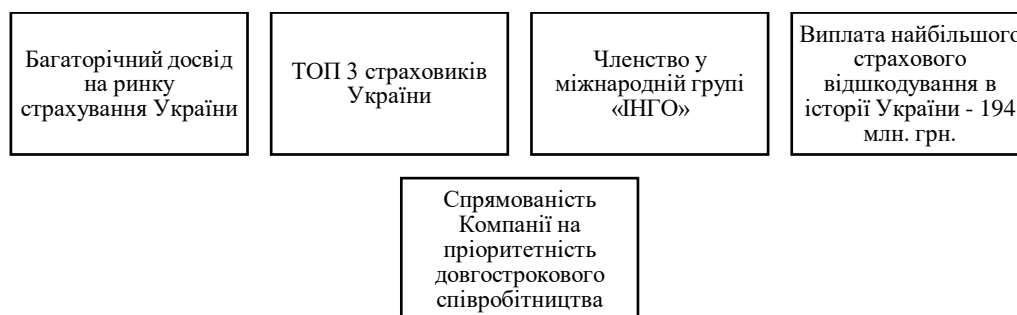 Багаторічний досвід
на ринку
страхування України
ТОП 3 страховиків
України
Членство у
міжнародній групі
«ІНГО»
Виплата найбільшого
страхового
відшкодування в
історії України - 194
млн. грн.
Спрямованість
Компанії на
пріоритетність
довгострокового
співробітництва